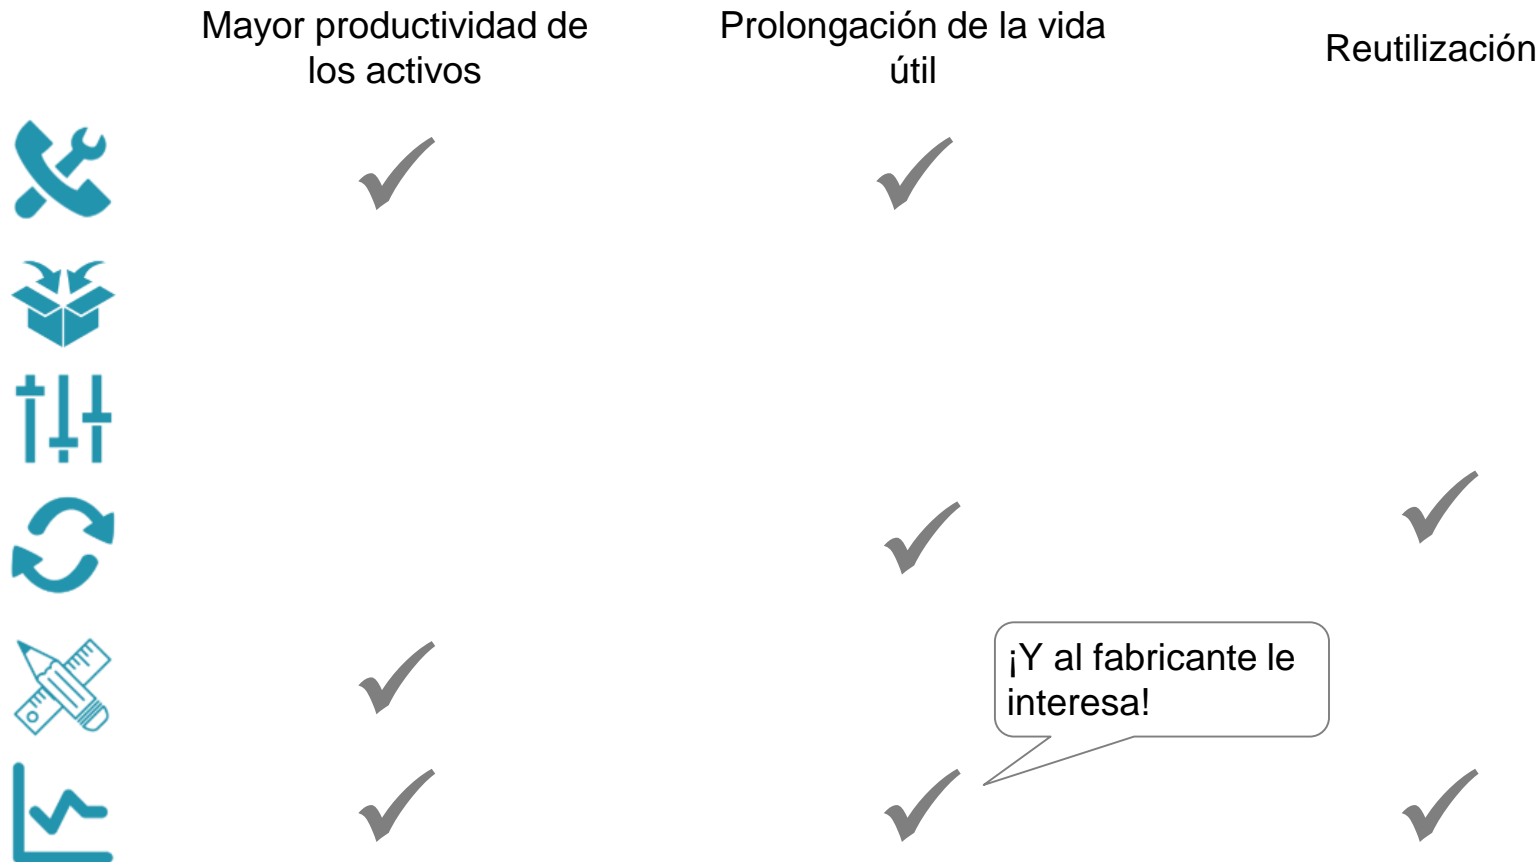 Mayor productividad de
los activos
Prolongación de la vida
útil
Reutilización
¡Y al fabricante le
interesa!